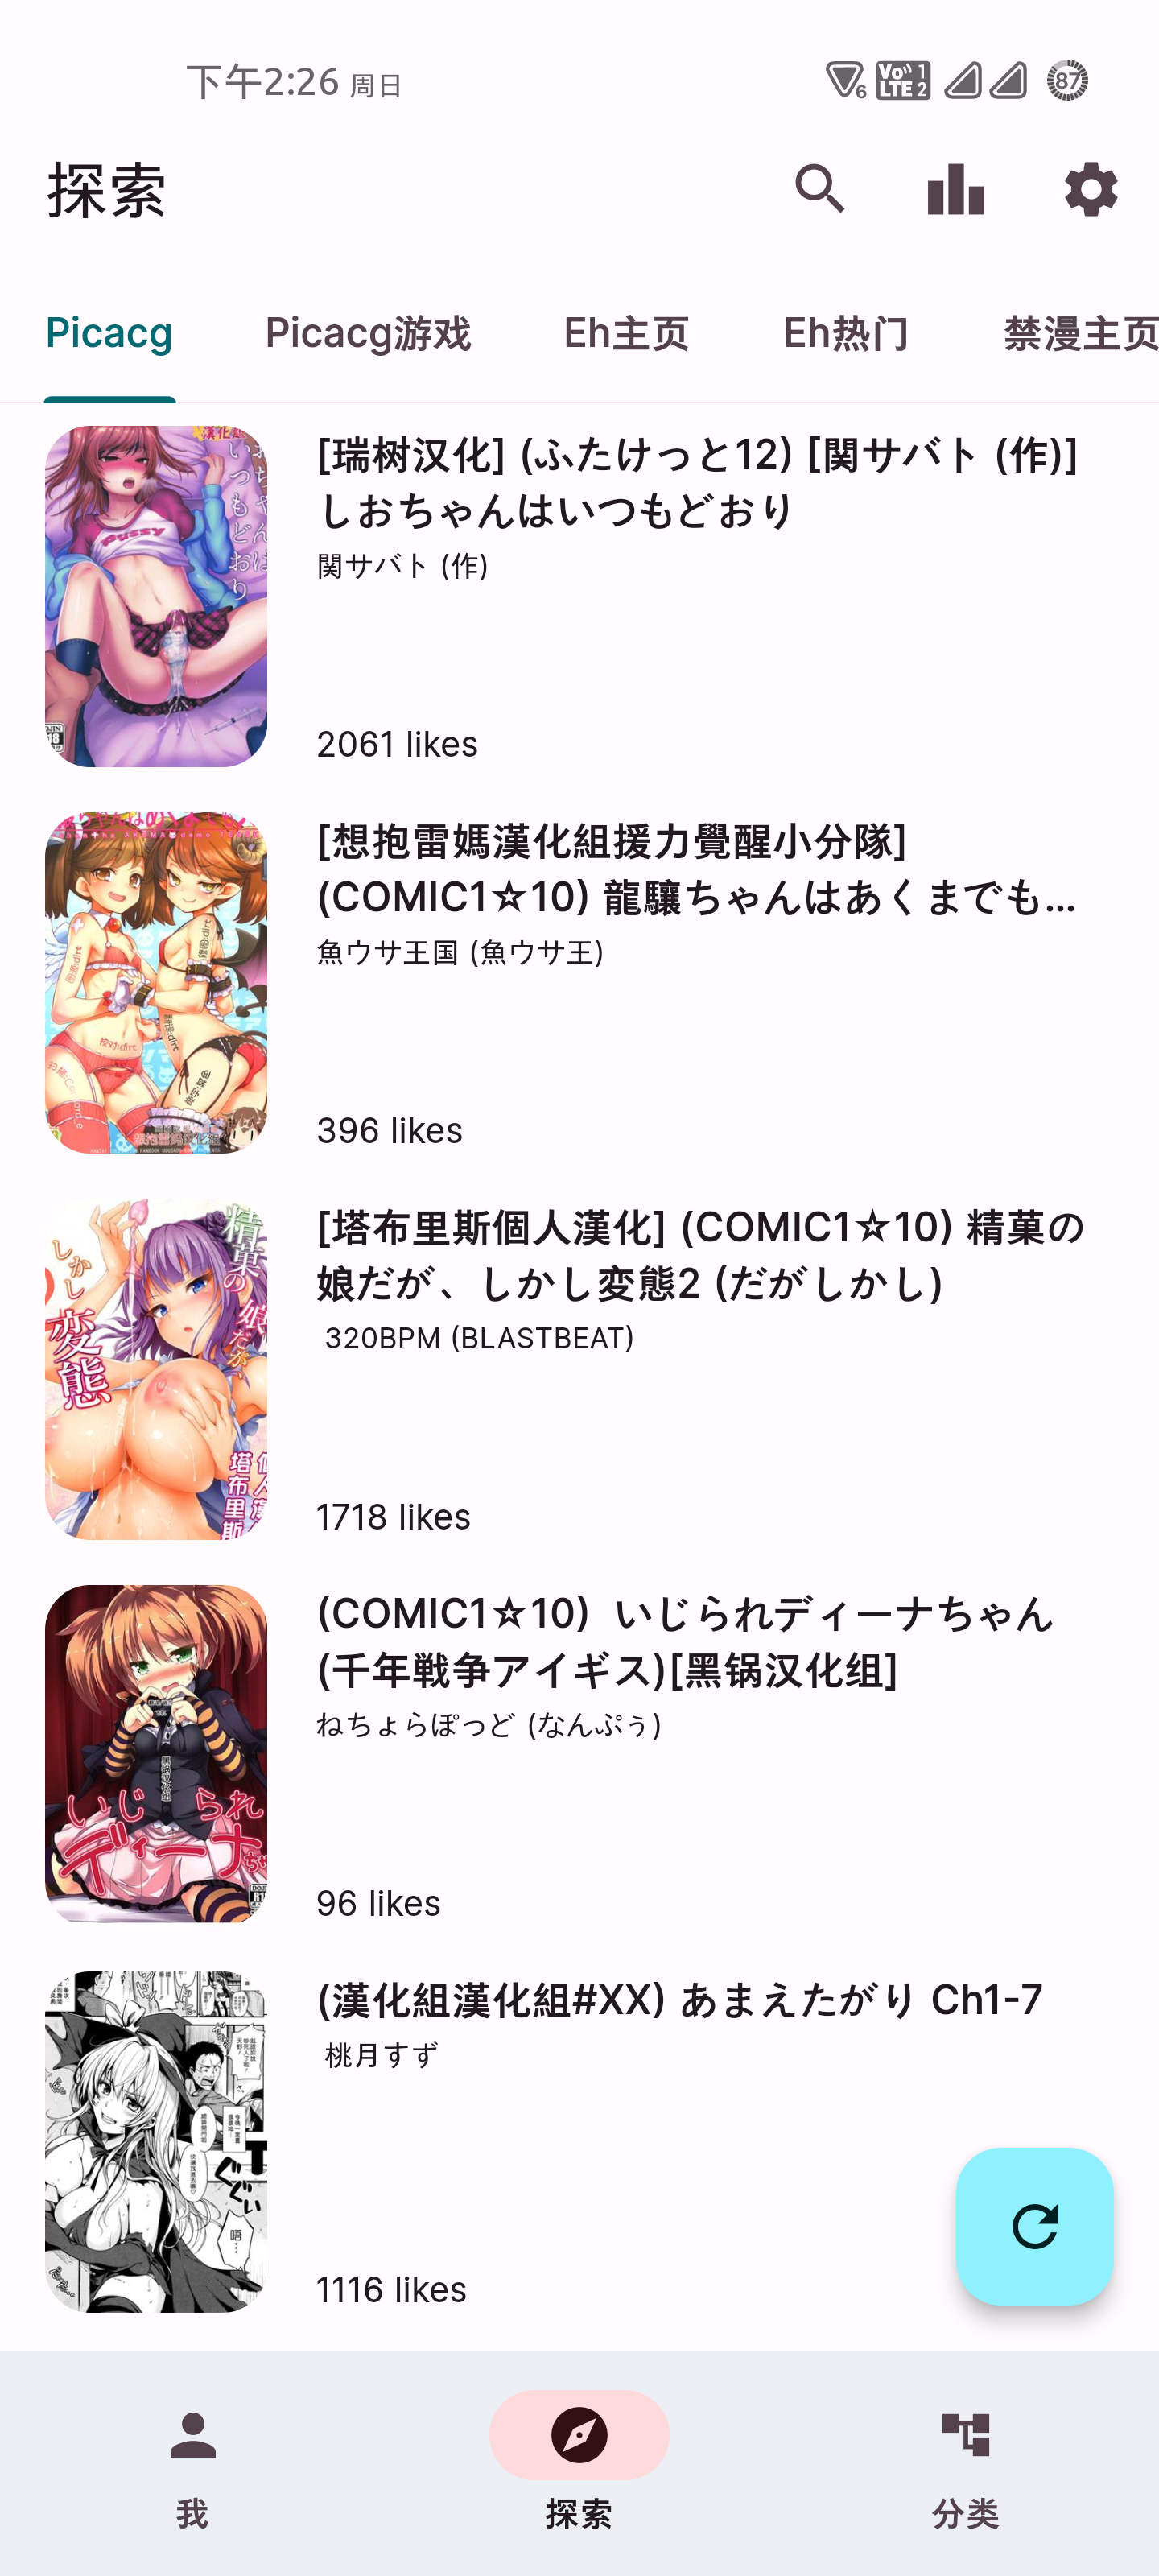 下午2:26 周日
6
VoLTE 1 2
87
探索
Picacg
Picacg游戏
Eh主页
Eh热门
禁漫主页
[瑞树汉化] (ふたけっと12) [関サバト (作)]
しおちゃんはいつもどおり
関サバト (作)
2061 likes
[想抱雷媽漢化組援力覺醒小分隊]
(COMIC1☆10) 龍驤ちゃんはあくまでも...
魚ウサ王国 (魚ウサ王)
396 likes
[塔布里斯個人漢化] (COMIC1☆10) 精菓の
娘だが、しかし変態2 (だがしかし)
320BPM (BLASTBEAT)
1718 likes
(COMIC1☆10) いじられディーナちゃん
(千年戦争アイギス)[黑锅汉化组]
ねちょらぽっど (なんぷぅ)
96 likes
(漢化組漢化組#XX) あまえたがり Ch1-7
桃月すず
1116 likes
我
探索
分类